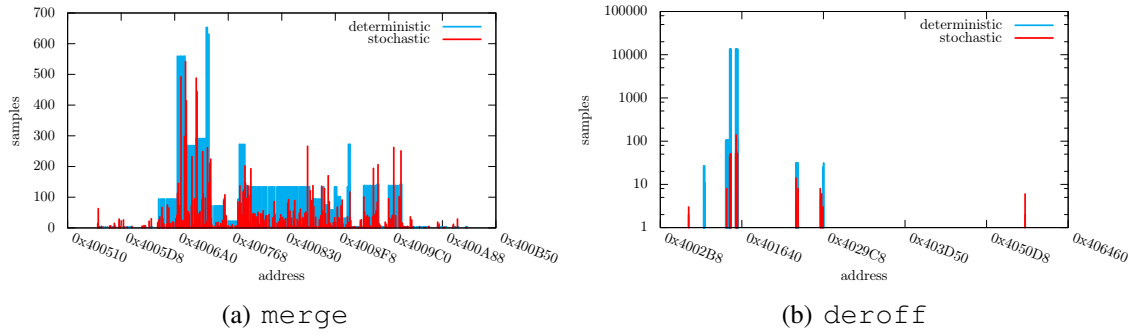 700
600
500
400
300
200
100
0
samples
deterministic
stochastic
0x400510
0x4005D8
0x4006A0
0x400768
0x400830
0x4008F8
0x4009C0
0x400A88
0x400B50
address
(a) merge
100000
10000
1000
100
10
1
samples
deterministic
stochastic
0x4002B8
0x401640
0x4029C8
0x403D50
0x4050D8
0x406460
address
(b) deroff